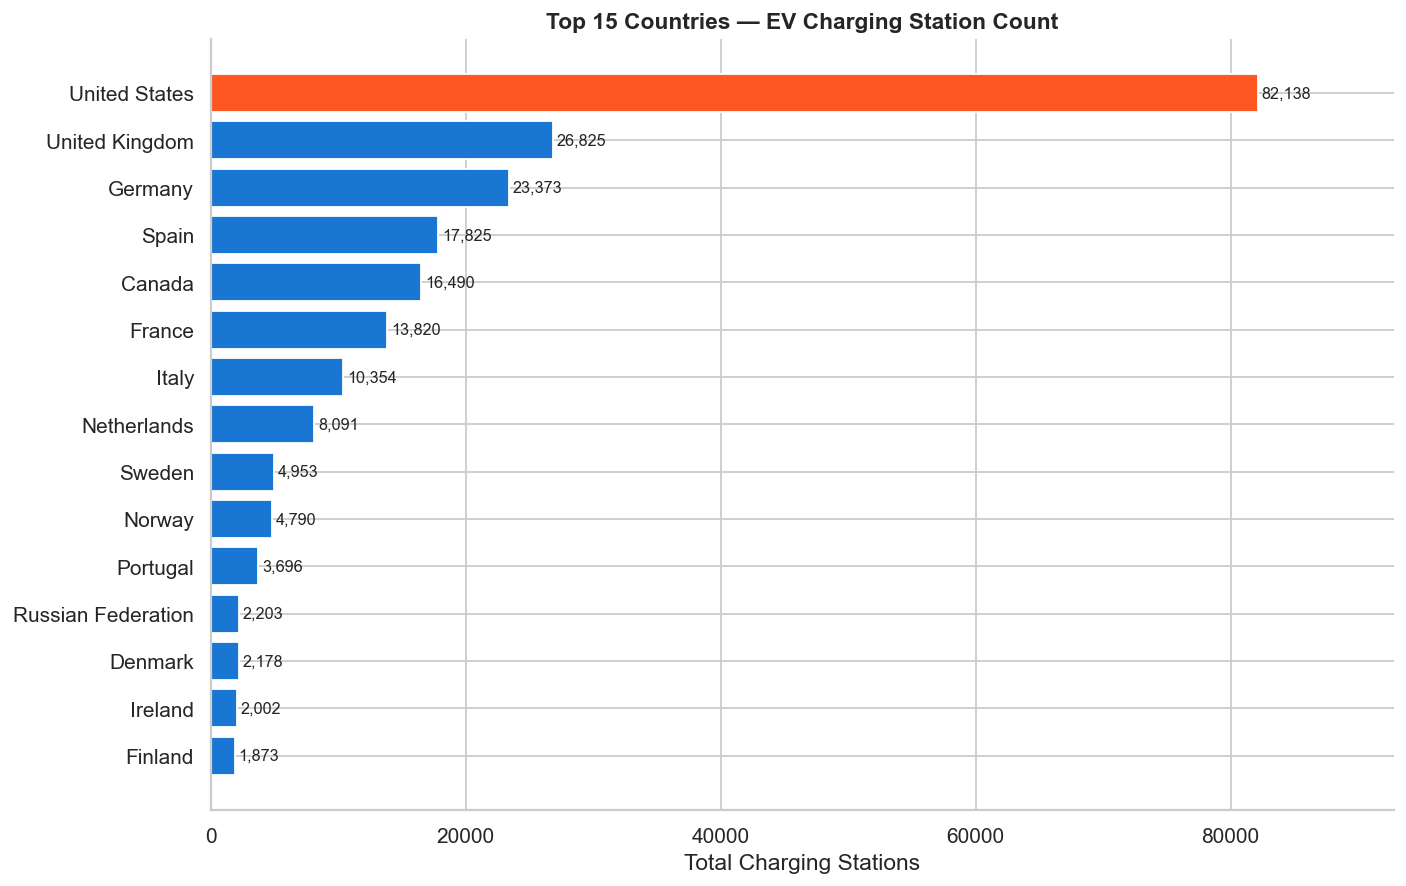 Top 15 Countries — EV Charging Station Count
United States 82,138
United Kingdom 26,825
Germany 23,373
Spain 17,825
Canada 16,490
France 13,820
Italy 10,354
Netherlands 8,091
Sweden 4,953
Norway 4,790
Portugal 3,696
Russian Federation 2,203
Denmark 2,178
Ireland 2,002
Finland 1,873
0 20000 40000 60000 80000
Total Charging Stations